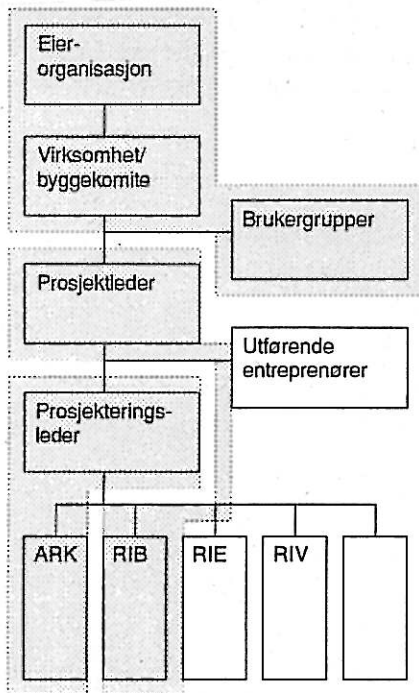 Eier-
organisasjon
Virksomhet/
byggekomite
Brukergrupper
Prosjektleder
Utførende
entreprenører
Prosjekterings-
leder
ARK
RIB
RIE
RIV